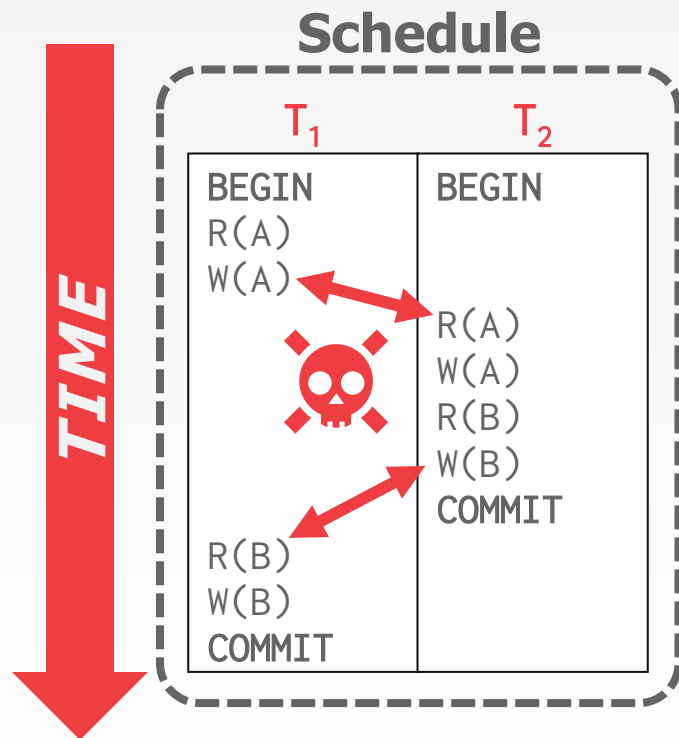 Schedule
TIME
T₁ T₂
BEGIN BEGIN
R(A)
W(A)
R(A)
W(A)
R(B)
W(B)
COMMIT
R(B)
W(B)
COMMIT